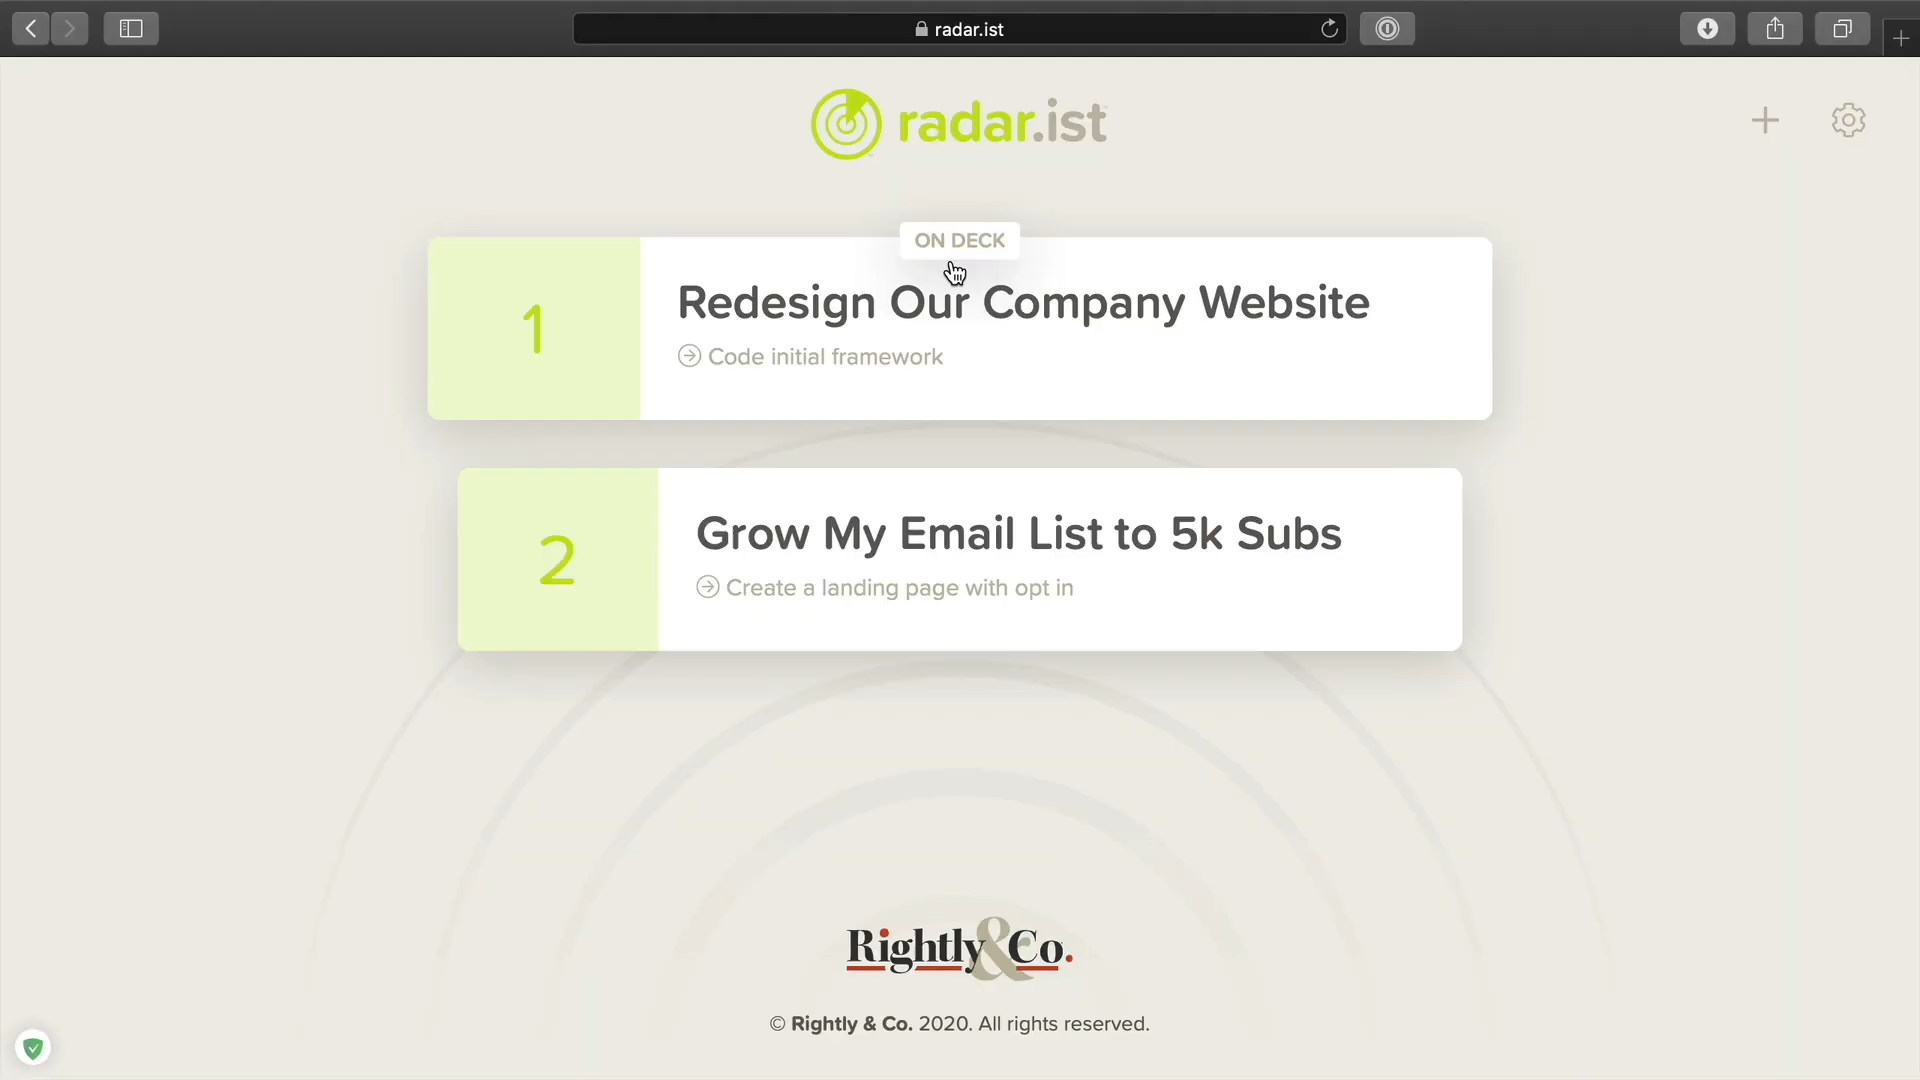 radar.ist
radar.ist
ON DECK
1
Redesign Our Company Website
Code initial framework
2
Grow My Email List to 5k Subs
Create a landing page with opt in
Rightly&Co.
© Rightly & Co. 2020. All rights reserved.